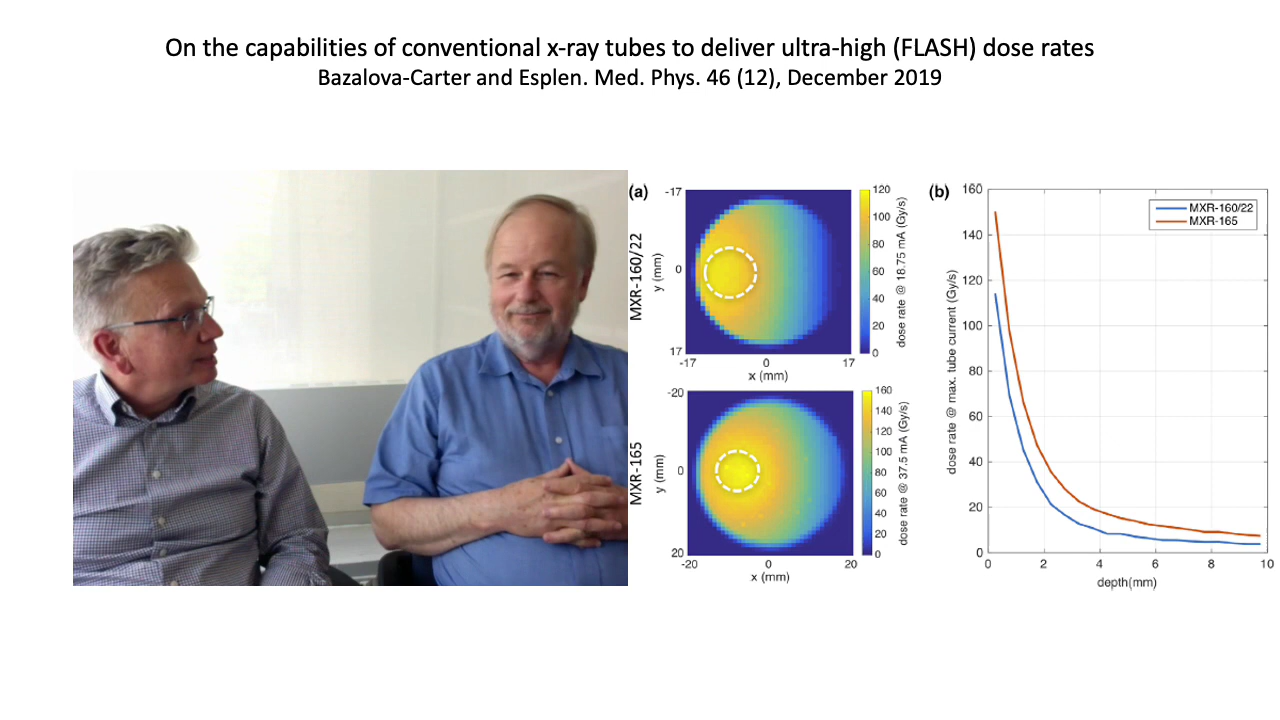 On the capabilities of conventional x-ray tubes to deliver ultra-high (FLASH) dose rates
Bazalova-Carter and Esplen. Med. Phys. 46 (12), December 2019
(a)
MXR-160/22
y (mm)
-17
0
17
-17
0
17
x (mm)
120
100
80
60
40
20
0
dose rate @ 18.75 mA (Gy/s)
MXR-165
y (mm)
-20
0
20
-20
0
20
x (mm)
160
140
120
100
80
60
40
20
0
dose rate @ 37.5 mA (Gy/s)
(b)
dose rate @ max. tube current (Gy/s)
160
140
120
100
80
60
40
20
0
MXR-160/22
MXR-165
0
2
4
6
8
10
depth(mm)